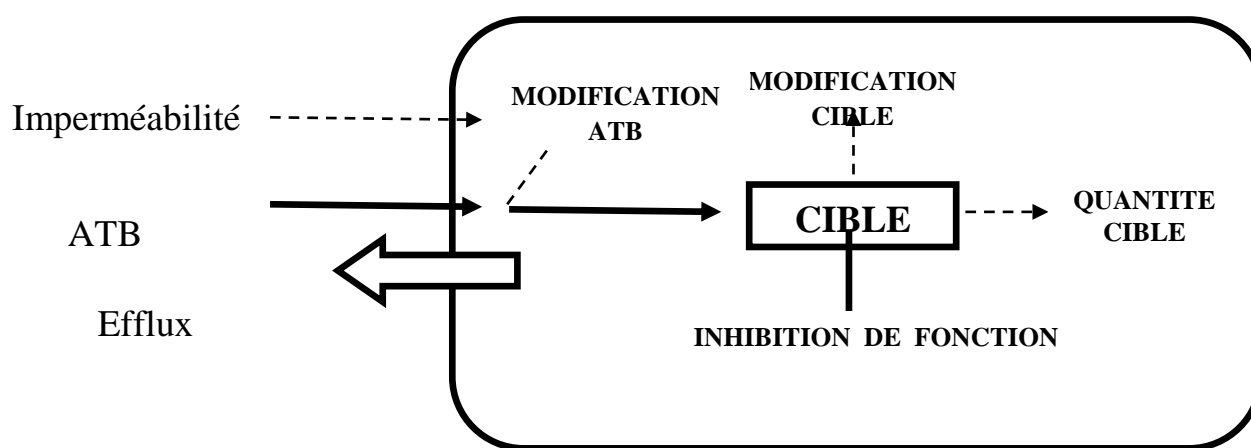 Imperméabilité
ATB
Efflux
MODIFICATION
ATB
MODIFICATION
CIBLE
CIBLE
QUANTITE
CIBLE
INHIBITION DE FONCTION